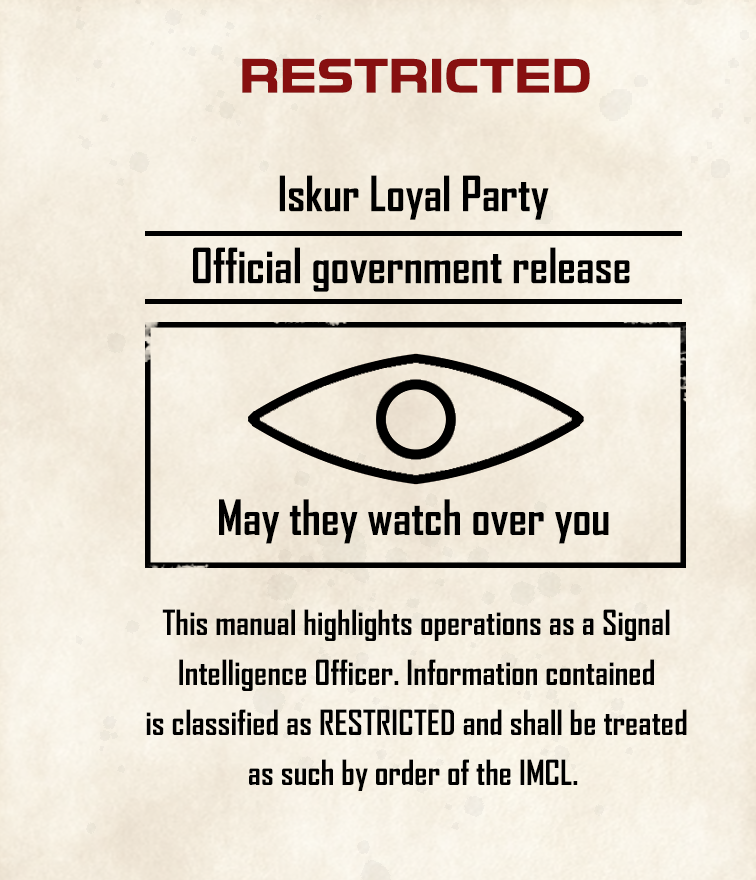 RESTRICTED
Iskur Loyal Party
Official government release
May they watch over you
This manual highlights operations as a Signal
Intelligence Officer. Information contained
is classified as RESTRICTED and shall be treated
as such by order of the IMCL.